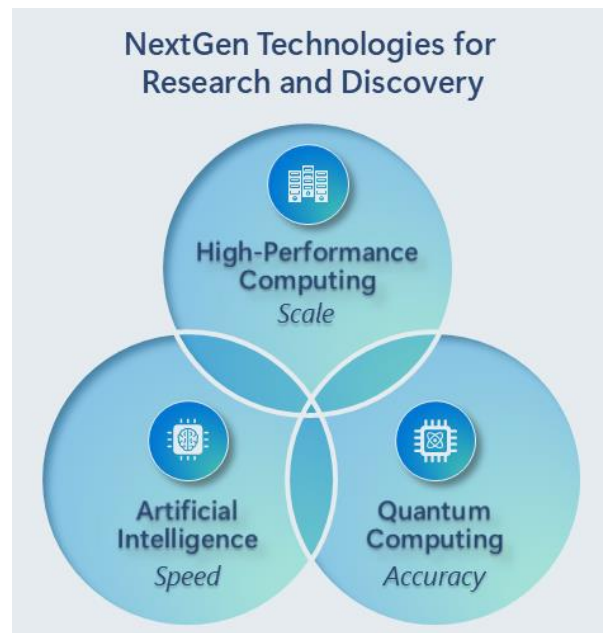 NextGen Technologies for
Research and Discovery
High-Performance
Computing
Scale
Artificial
Intelligence
Speed
Quantum
Computing
Accuracy